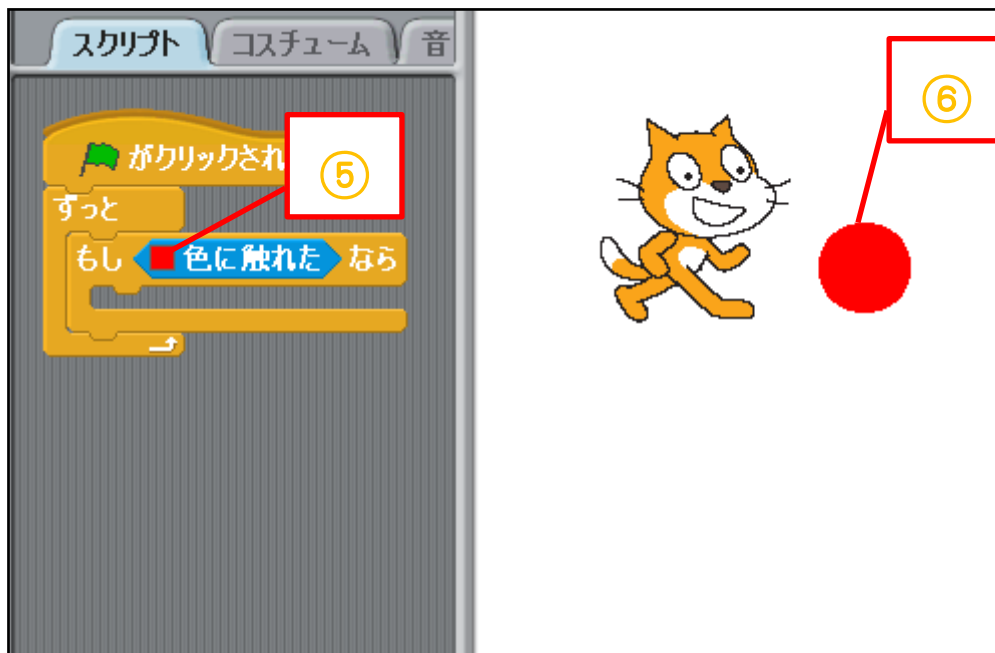 スクリプト コスチューム 音
がクリックされ
⑤
⑥
ずっと
もし 色に触れた なら